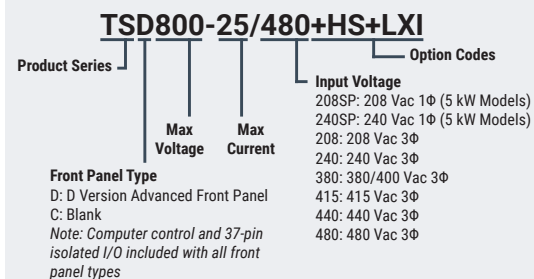 TSD800-25/480+HS+LXI
Product Series
Option Codes
Max
Voltage
Max
Current
Front Panel Type
D: D Version Advanced Front Panel
C: Blank
Note: Computer control and 37-pin
isolated I/O included with all front
panel types
Input Voltage
208SP: 208 Vac 1Φ (5 kW Models)
240SP: 240 Vac 1Φ (5 kW Models)
208: 208 Vac 3Φ
240: 240 Vac 3Φ
380: 380/400 Vac 3Φ
415: 415 Vac 3Φ
440: 440 Vac 3Φ
480: 480 Vac 3Φ